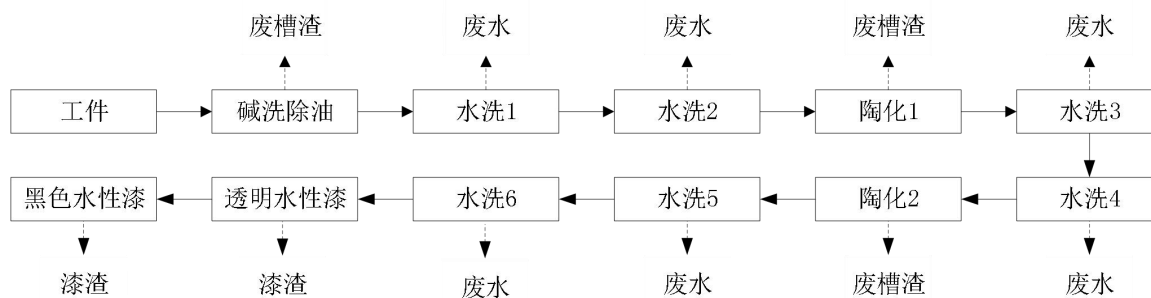 废槽渣 废水 废水 废槽渣 废水
工件 碱洗除油 水洗1 水洗2 陶化1 水洗3
黑色水性漆 透明水性漆 水洗6 水洗5 陶化2 水洗4
漆渣 漆渣 废水 废水 废槽渣 废水